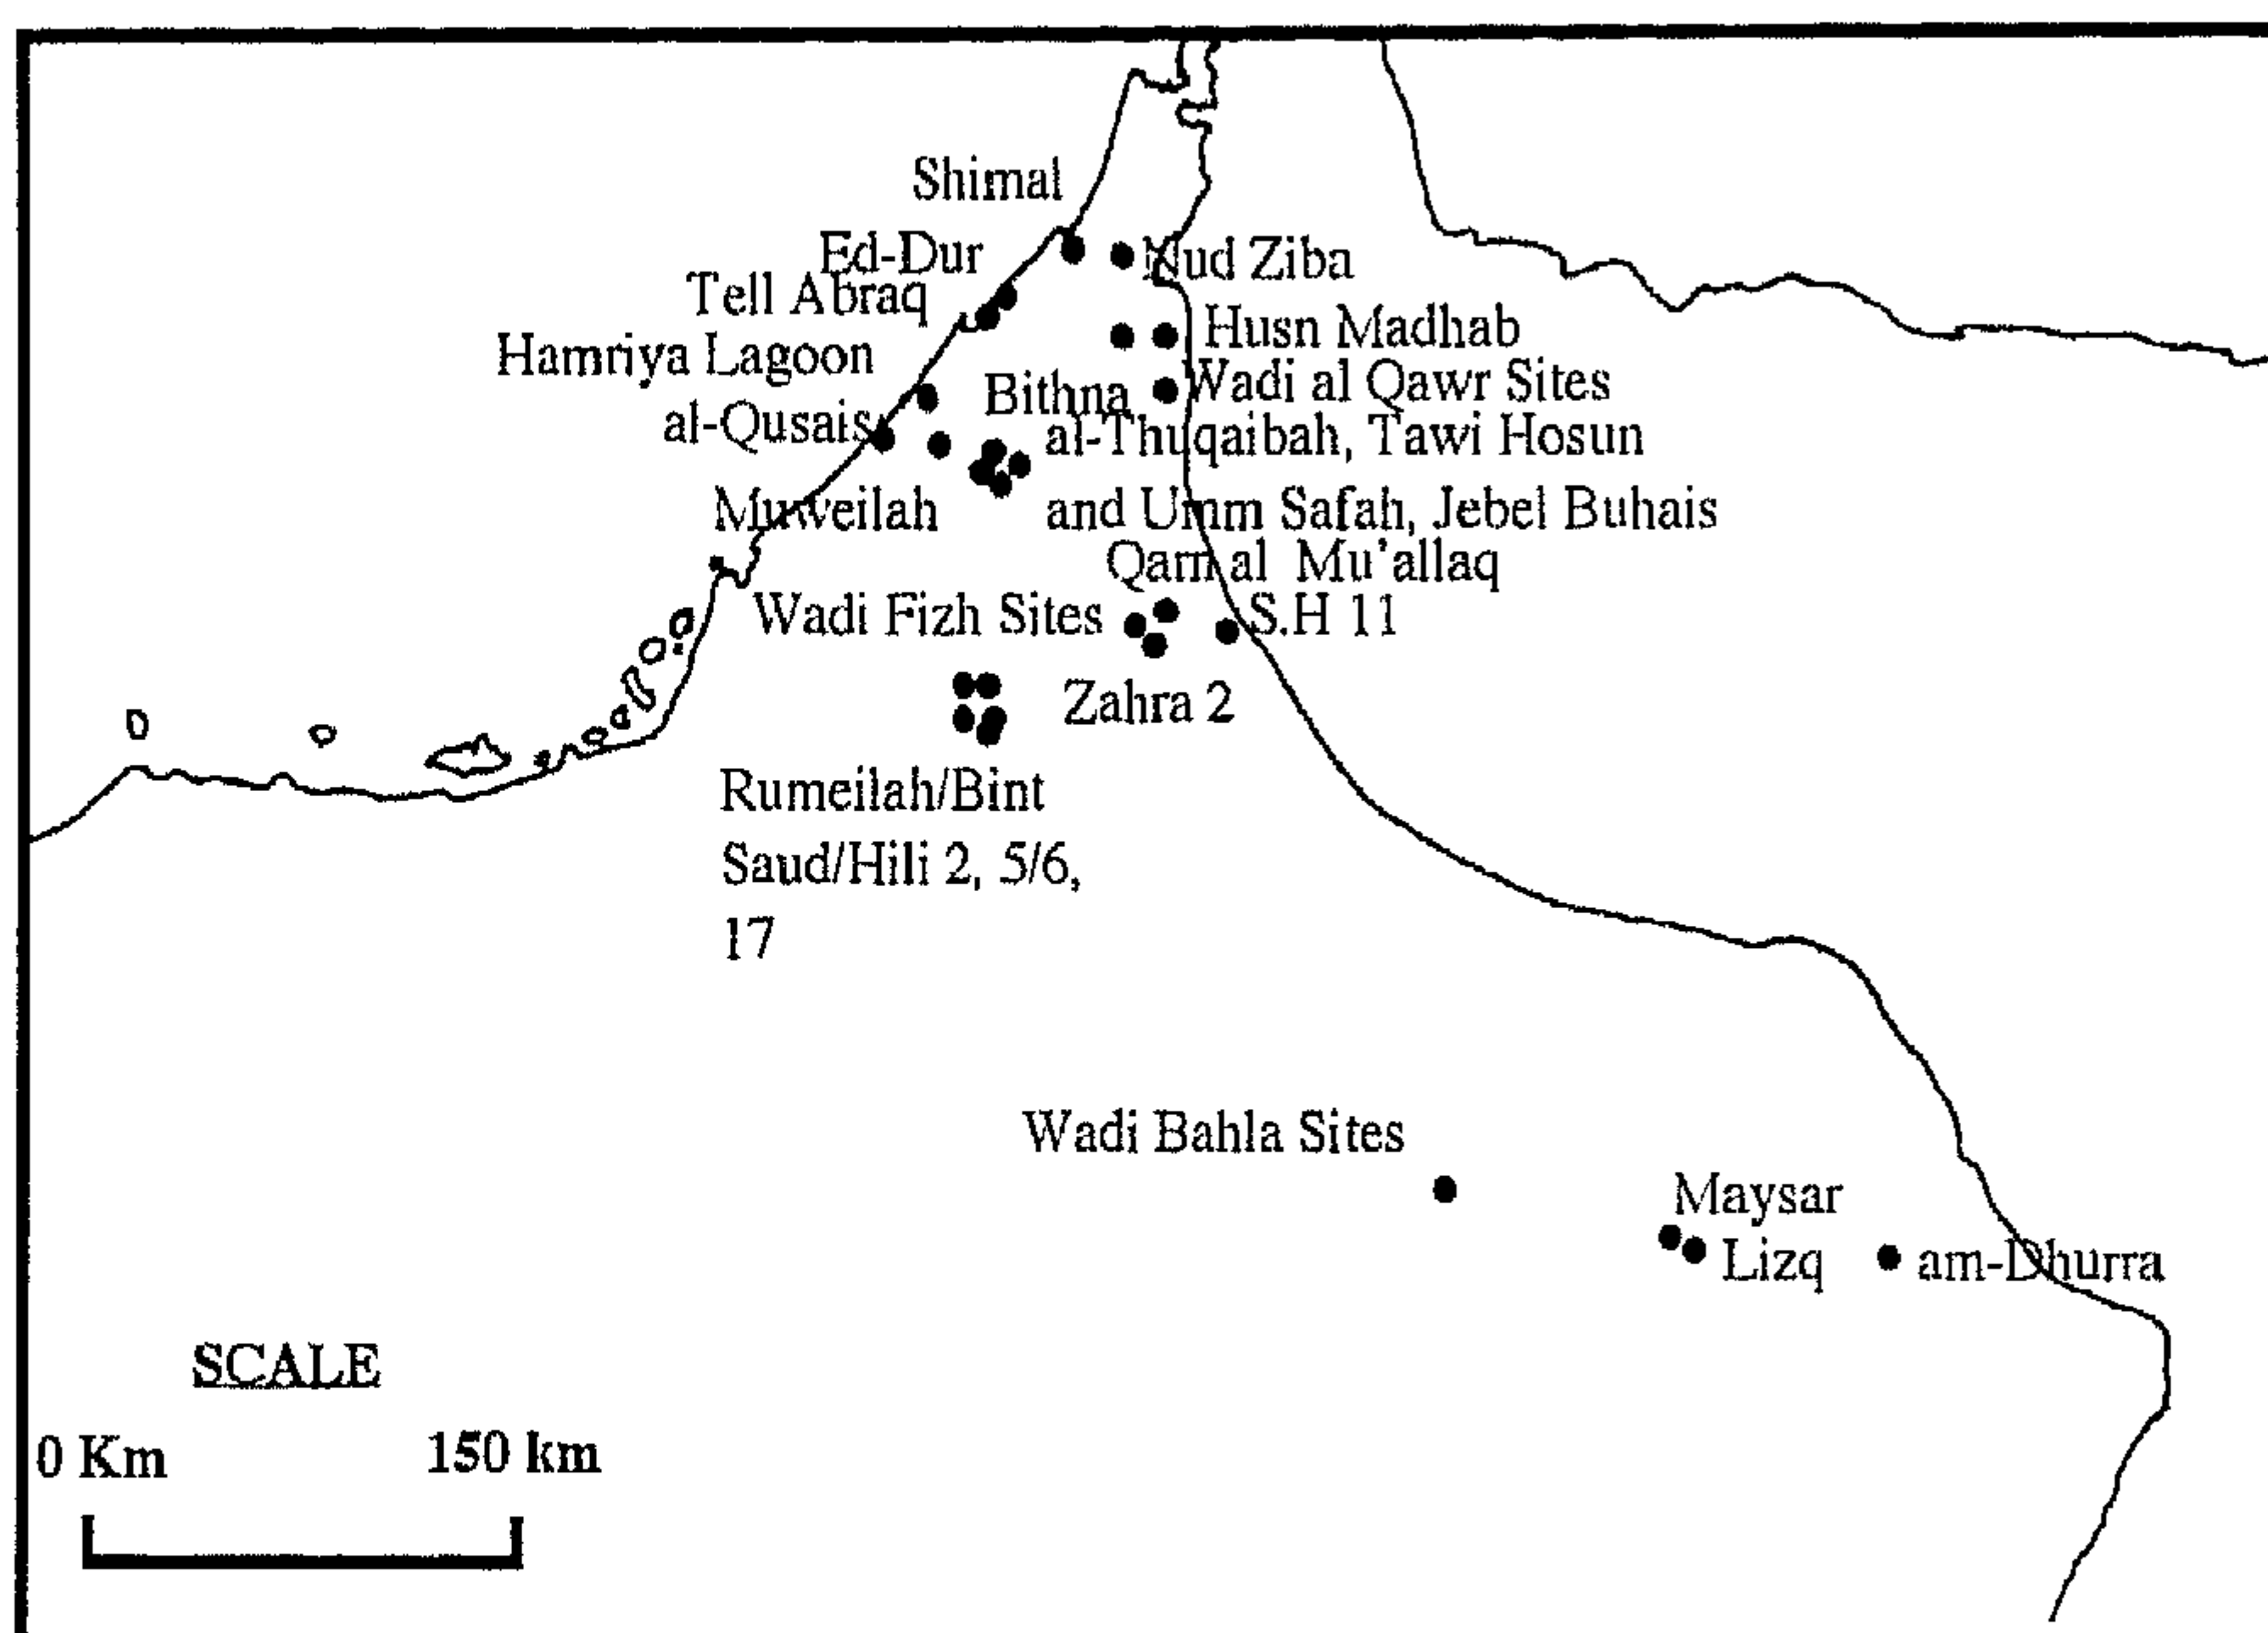 Shimal
Ed-Dur
Nud Ziba
Tell Abraq
Husn Madhab
Hamriya Lagoon
Wadi al Qawr Sites
Bithna
al-Qusais
al-Thuqaibah, Tawi Hosun
Muweilah
and Umm Safah, Jebel Buhais
Qarn al Mu'allaq
Wadi Fizh Sites
S.H 11
Zahra 2
Rumeilah/Bint
Saud/Hili 2, 5/6,
17
Wadi Bahla Sites
Maysar
Lizq
am-Dhurra
SCALE
0 Km
150 km